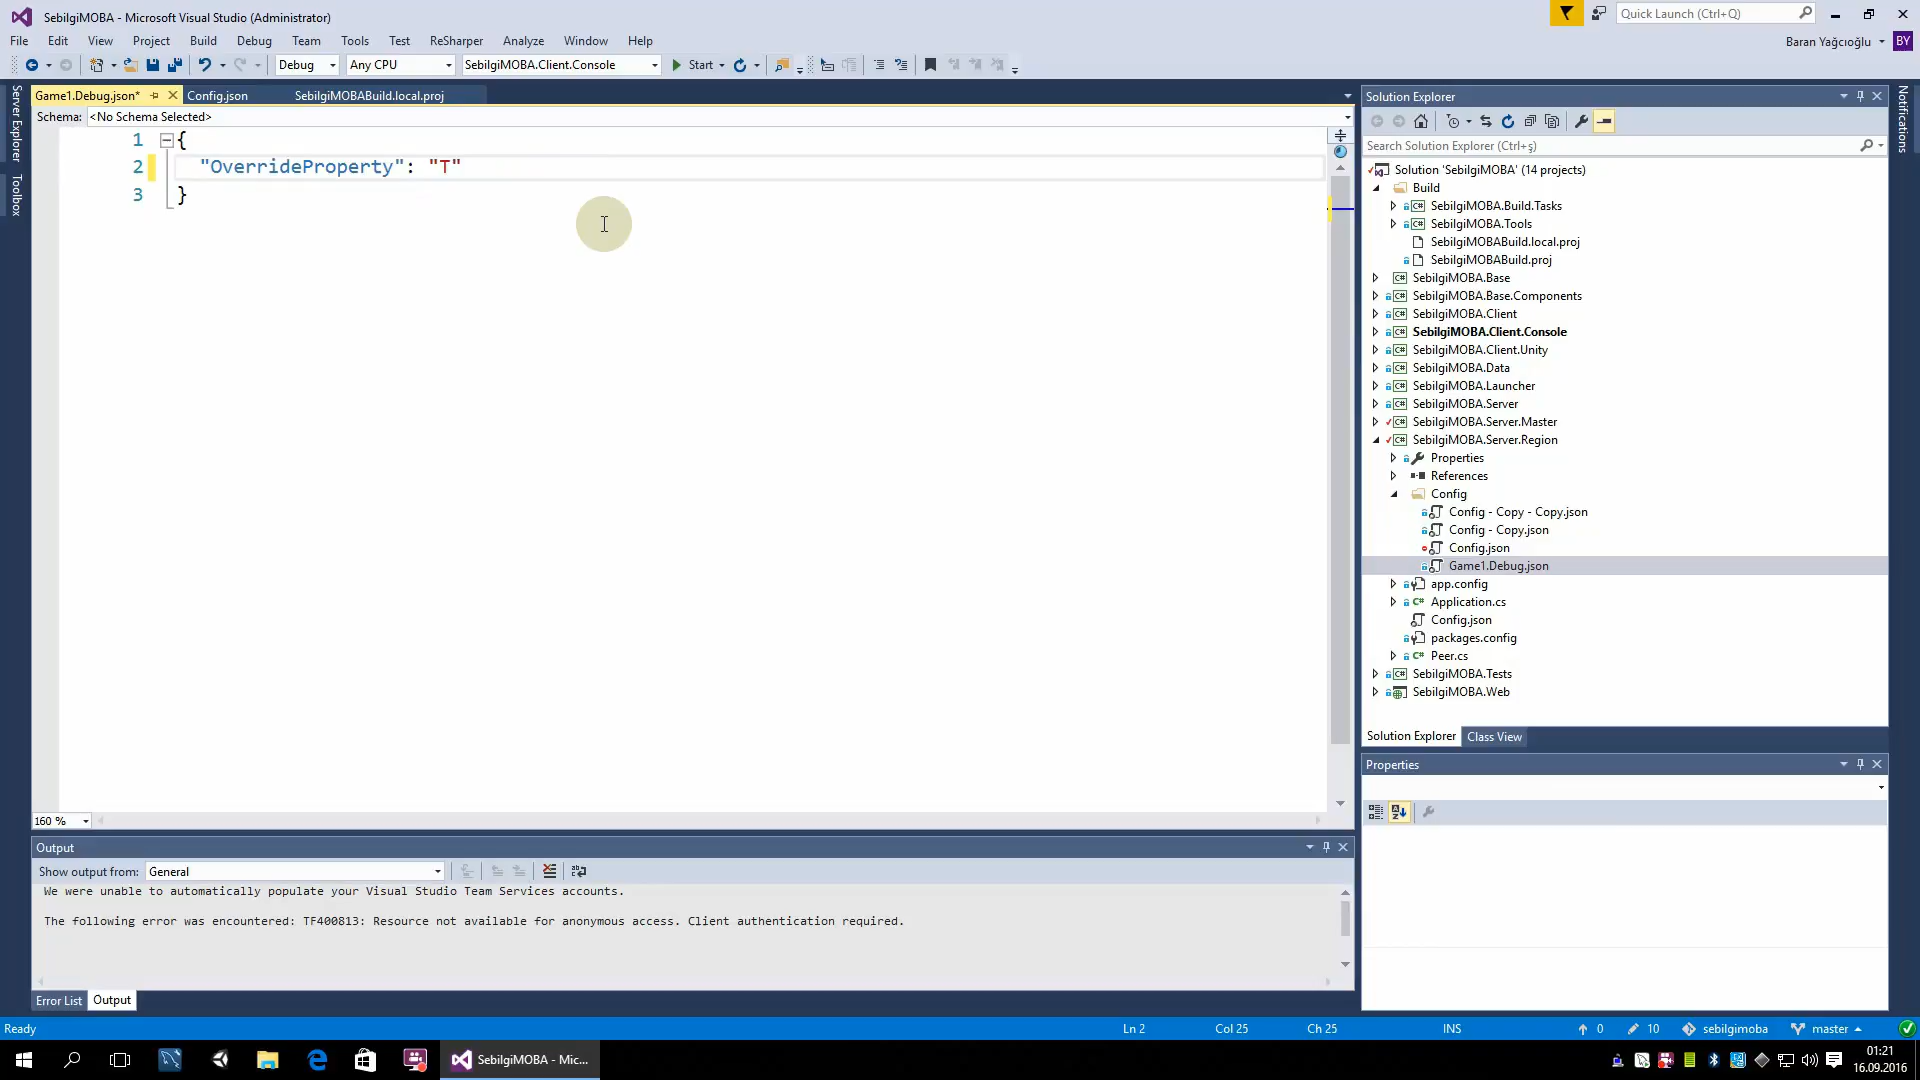 SebilgiMOBA - Microsoft Visual Studio (Administrator)
Quick Launch (Ctrl+Q)
File Edit View Project Build Debug Team Tools Test ReSharper Analyze Window Help
Baran Yağcıoğlu BY
Debug Any CPU SebilgiMOBA.Client.Console Start
Server Explorer
Toolbox
Notifications
Game1.Debug.json* Config.json SebilgiMOBABuild.local.proj
Schema: <No Schema Selected>
1 {
2 "OverrideProperty": "T"
3 }
160 %
Solution Explorer
Search Solution Explorer (Ctrl+ş)
Solution 'SebilgiMOBA' (14 projects)
Build
SebilgiMOBA.Build.Tasks
SebilgiMOBA.Tools
SebilgiMOBABuild.local.proj
SebilgiMOBABuild.proj
SebilgiMOBA.Base
SebilgiMOBA.Base.Components
SebilgiMOBA.Client
SebilgiMOBA.Client.Console
SebilgiMOBA.Client.Unity
SebilgiMOBA.Data
SebilgiMOBA.Launcher
SebilgiMOBA.Server
SebilgiMOBA.Server.Master
SebilgiMOBA.Server.Region
Properties
References
Config
Config - Copy - Copy.json
Config - Copy.json
Config.json
Game1.Debug.json
app.config
Application.cs
Config.json
packages.config
Peer.cs
SebilgiMOBA.Tests
SebilgiMOBA.Web
Solution Explorer Class View
Properties
Output
Show output from: General
We were unable to automatically populate your Visual Studio Team Services accounts.
The following error was encountered: TF400813: Resource not available for anonymous access. Client authentication required.
Error List Output
Ready Ln 2 Col 25 Ch 25 INS 0 10 sebilgimoba master
SebilgiMOBA - Mic...
01:21
16.09.2016